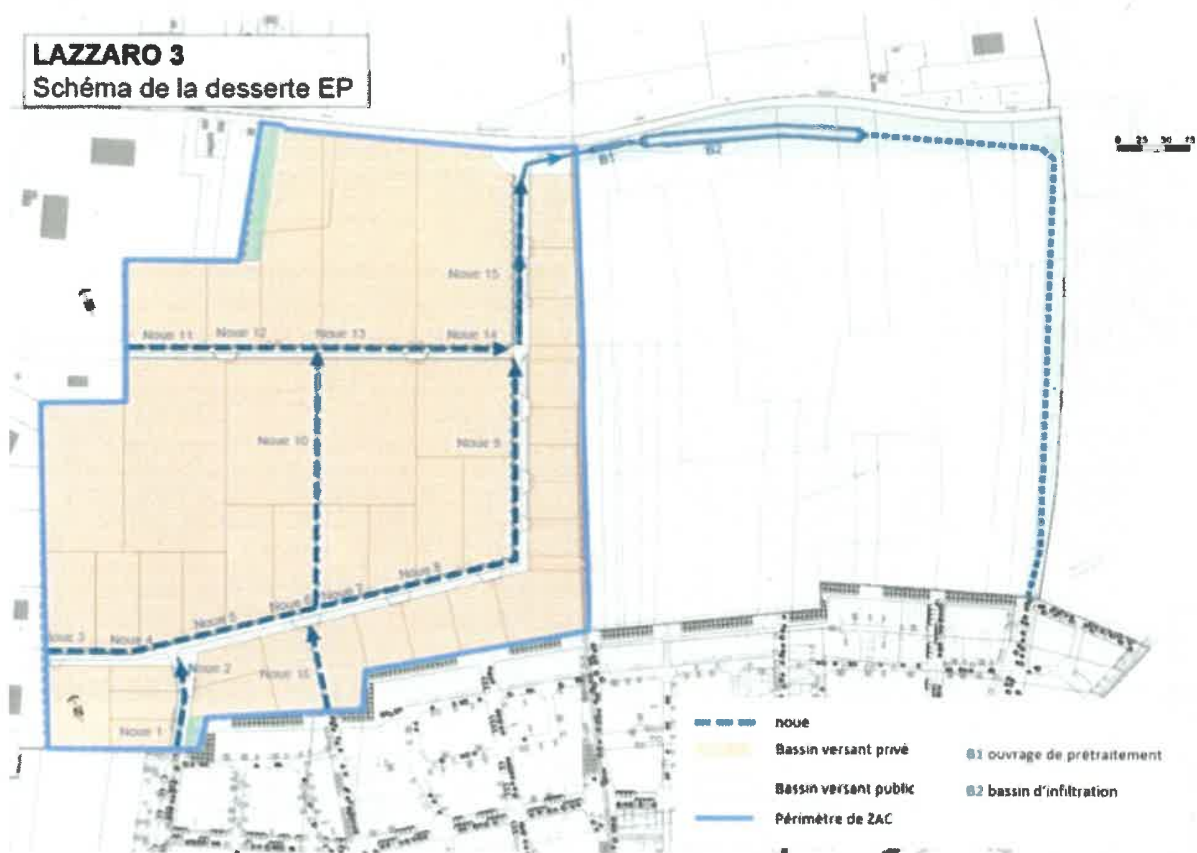 LAZZARO 3
Schéma de la desserte EP
B1
B2
Noue 15
Noue 11
Noue 12
Noue 13
Noue 14
Noue 10
Noue 9
Noue 8
Noue 7
Noue 6
Noue 5
Noue 4
Noue 2
Noue 16
Noue 1
noue
Bassin versant privé
B1 ouvrage de prétraitement
Bassin versant public
B2 bassin d'infiltration
Périmètre de ZAC